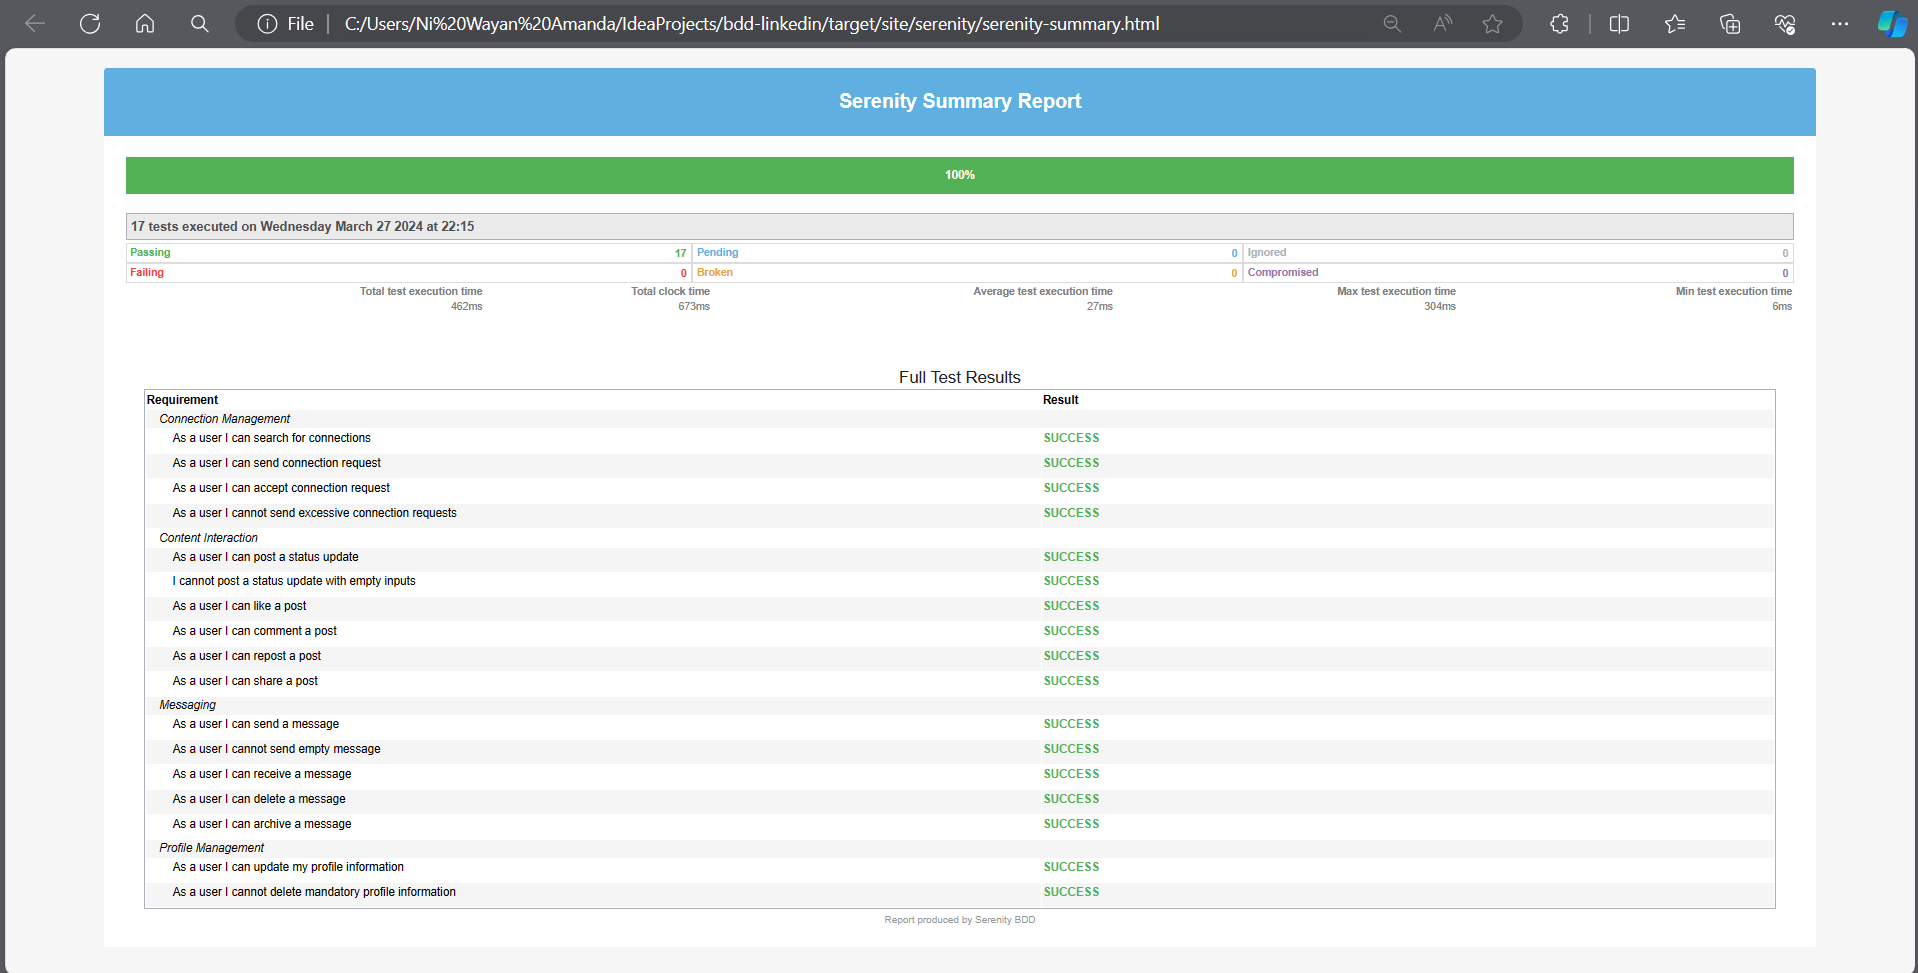 File C:/Users/Ni%20Wayan%20Amanda/IdeaProjects/bdd-linkedin/target/site/serenity/serenity-summary.html
Serenity Summary Report
100%
17 tests executed on Wednesday March 27 2024 at 22:15
Passing 17 Pending 0 Ignored 0
Failing 0 Broken 0 Compromised 0
Total test execution time Total clock time Average test execution time Max test execution time Min test execution time
462ms 673ms 27ms 304ms 6ms
Full Test Results
Requirement Result
Connection Management
As a user I can search for connections SUCCESS
As a user I can send connection request SUCCESS
As a user I can accept connection request SUCCESS
As a user I cannot send excessive connection requests SUCCESS
Content Interaction
As a user I can post a status update SUCCESS
I cannot post a status update with empty inputs SUCCESS
As a user I can like a post SUCCESS
As a user I can comment a post SUCCESS
As a user I can repost a post SUCCESS
As a user I can share a post SUCCESS
Messaging
As a user I can send a message SUCCESS
As a user I cannot send empty message SUCCESS
As a user I can receive a message SUCCESS
As a user I can delete a message SUCCESS
As a user I can archive a message SUCCESS
Profile Management
As a user I can update my profile information SUCCESS
As a user I cannot delete mandatory profile information SUCCESS
Report produced by Serenity BDD